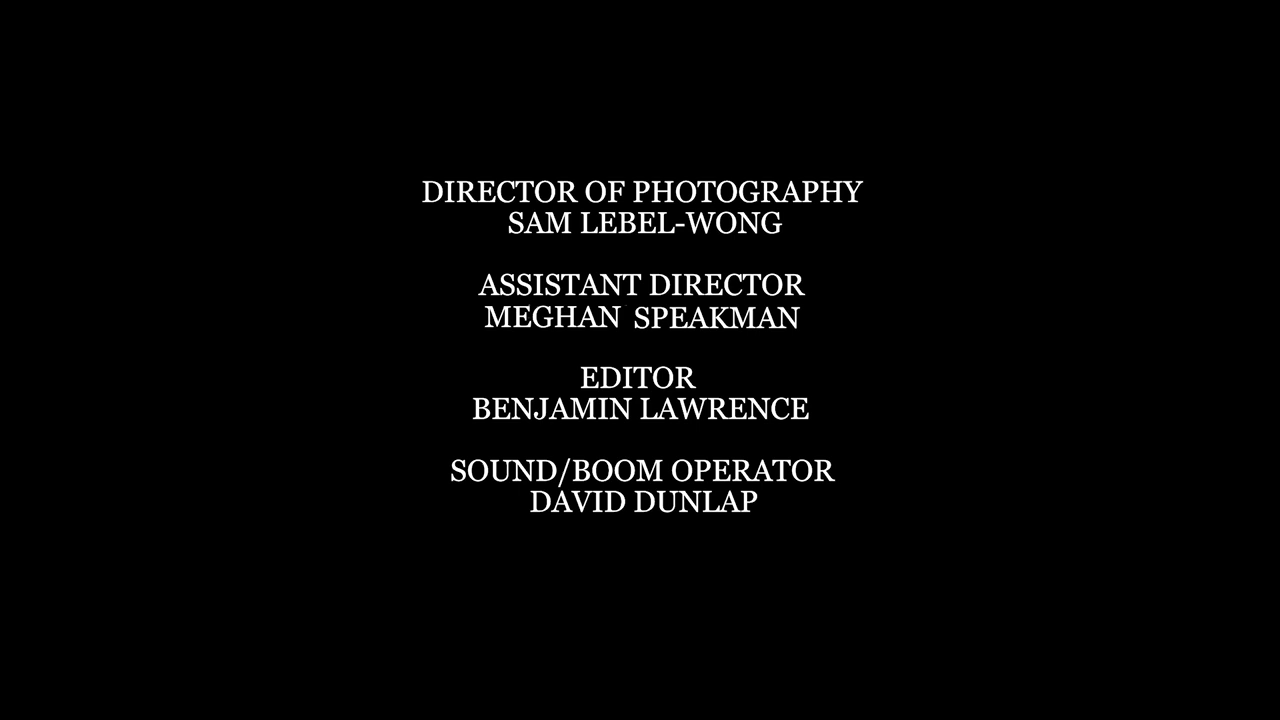 DIRECTOR OF PHOTOGRAPHY
SAM LEBEL-WONG
ASSISTANT DIRECTOR
MEGHAN SPEAKMAN
EDITOR
BENJAMIN LAWRENCE
SOUND/BOOM OPERATOR
DAVID DUNLAP